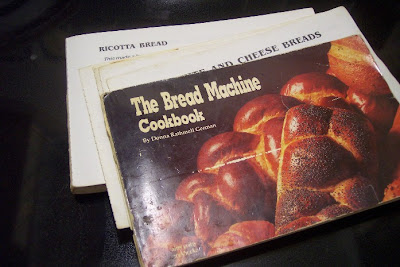 RICOTTA BREAD
AND CHEESE BREADS
The Bread Machine
Cookbook
By Donna Rathmell German